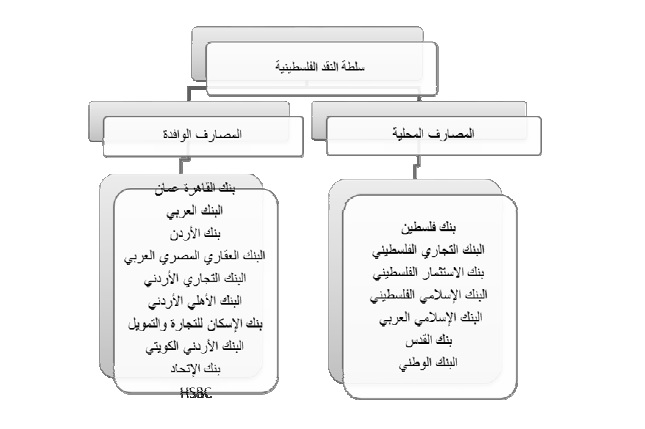 سلطة النقد الفلسطينية
المصارف المحلية
المصارف الوافدة
بنك فلسطين
البنك التجاري الفلسطيني
بنك الاستثمار الفلسطيني
البنك الإسلامي الفلسطيني
البنك الإسلامي العربي
بنك القدس
البنك الوطني
بنك القاهرة عمان
البنك العربي
بنك الأردن
البنك العقاري المصري العربي
البنك التجاري الأردني
البنك الأهلي الأردني
بنك الإسكان للتجارة والتمويل
البنك الأردني الكويتي
بنك الإتحاد
HSBC